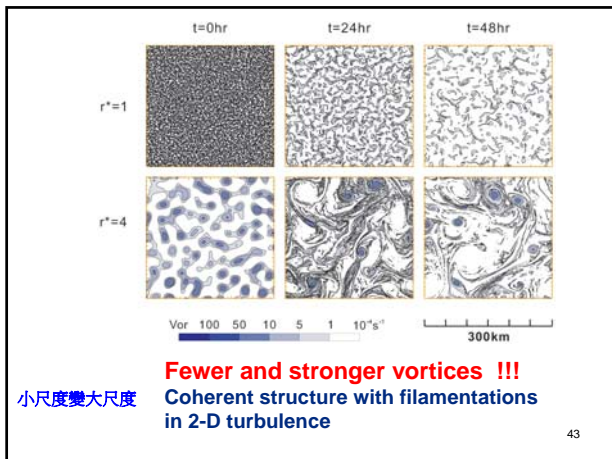 t=0hr t=24hr t=48hr
r*=1
r*=4
Vor 100 50 10 5 1 10⁻⁴s⁻¹
300km
Fewer and stronger vortices !!!
小尺度變大尺度 Coherent structure with filamentations
in 2-D turbulence
43